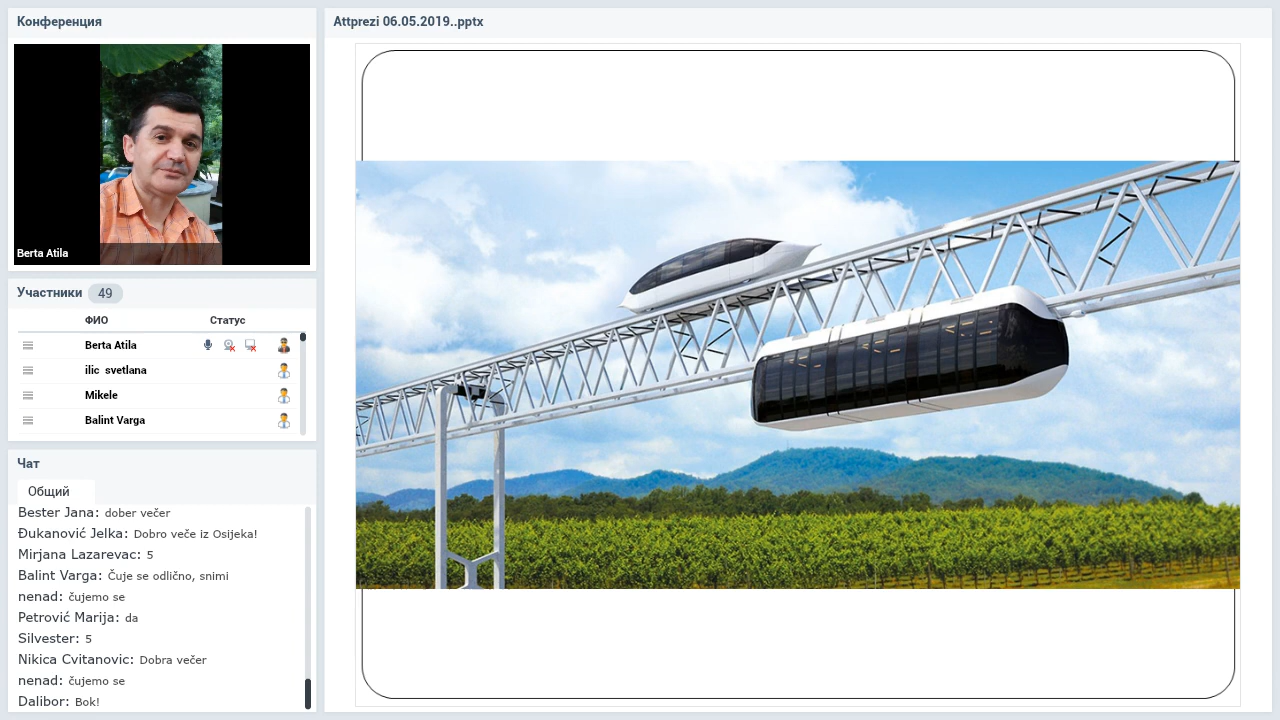 Конференция
Berta Atila
Участники 49
ФИО Статус
Berta Atila
ilic svetlana
Mikele
Balint Varga
Чат
Общий
Bester Jana: dober večer
Đukanović Jelka: Dobro veče iz Osijeka!
Mirjana Lazarevac: 5
Balint Varga: Čuje se odlično, snimi
nenad: čujemo se
Petrović Marija: da
Silvester: 5
Nikica Cvitanovic: Dobra večer
nenad: čujemo se
Dalibor: Bok!
Attprezi 06.05.2019..pptx